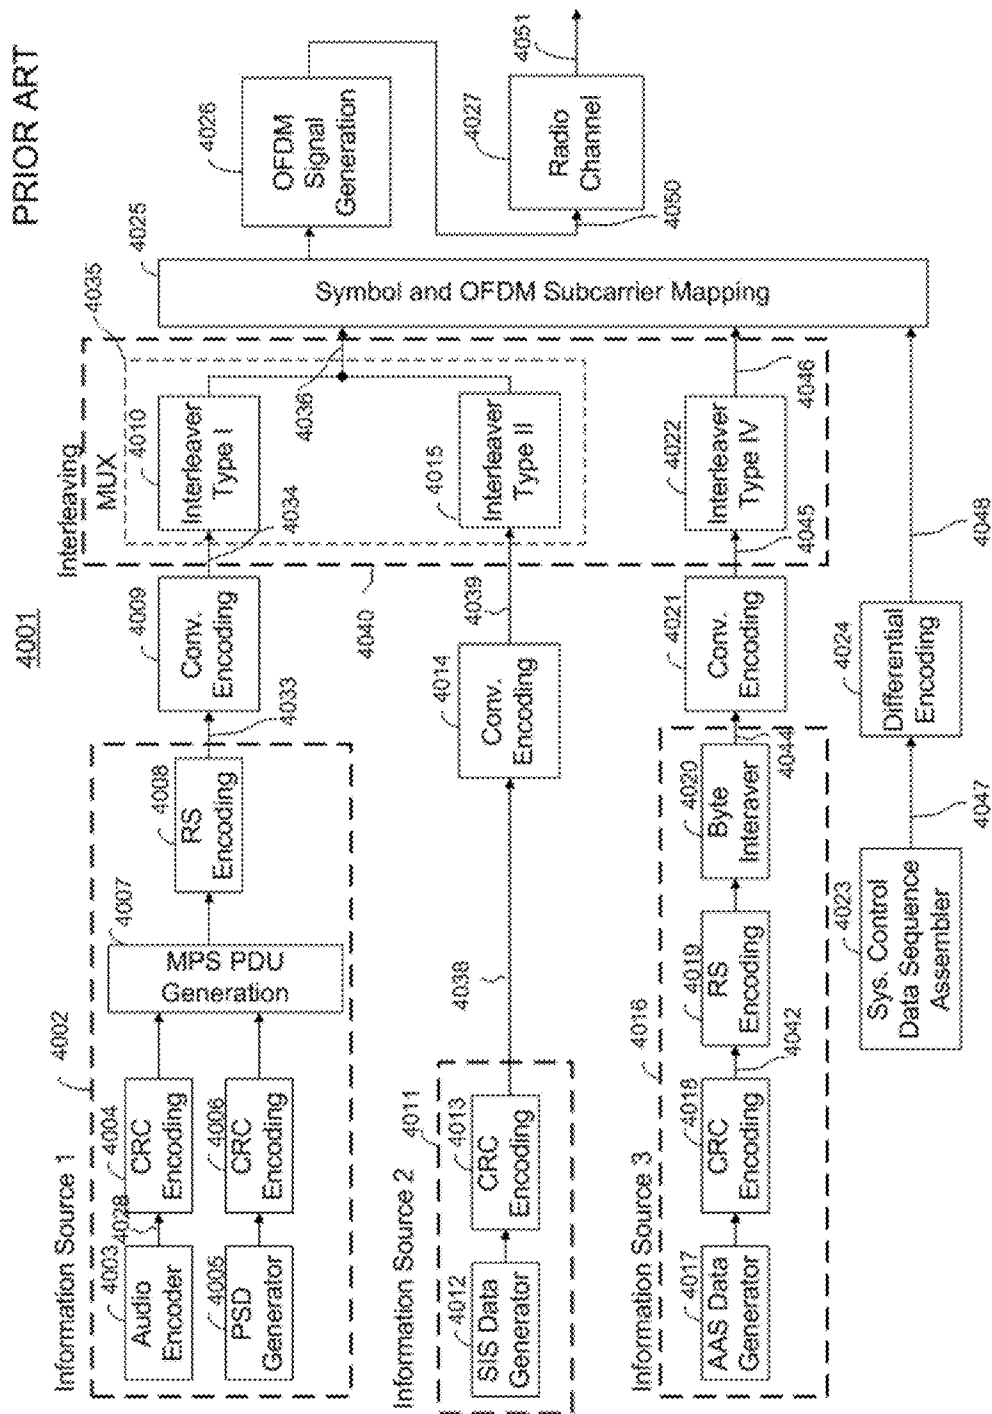 4001
PRIOR ART
Information Source 1
4002
4003
Audio
Encoder
4028
4004
CRC
Encoding
4005
PSD
Generator
4006
CRC
Encoding
4007
MPS PDU
Generation
4008
RS
Encoding
4033
4009
Conv.
Encoding
4034
Interleaving
MUX
4010
Interleaver
Type I
4035
4036
4040
Information Source 2
4011
4012
SIS Data
Generator
4013
CRC
Encoding
4038
4014
Conv.
Encoding
4039
4015
Interleaver
Type II
Information Source 3
4016
4017
AAS Data
Generator
4018
CRC
Encoding
4042
4019
RS
Encoding
4020
Byte
Interaver
4044
4021
Conv.
Encoding
4045
4022
Interleaver
Type IV
4046
4023
Sys. Control
Data Sequence
Assembler
4047
4024
Differential
Encoding
4048
4025
Symbol and OFDM Subcarrier Mapping
4026
OFDM
Signal
Generation
4027
Radio
Channel
4050
4051